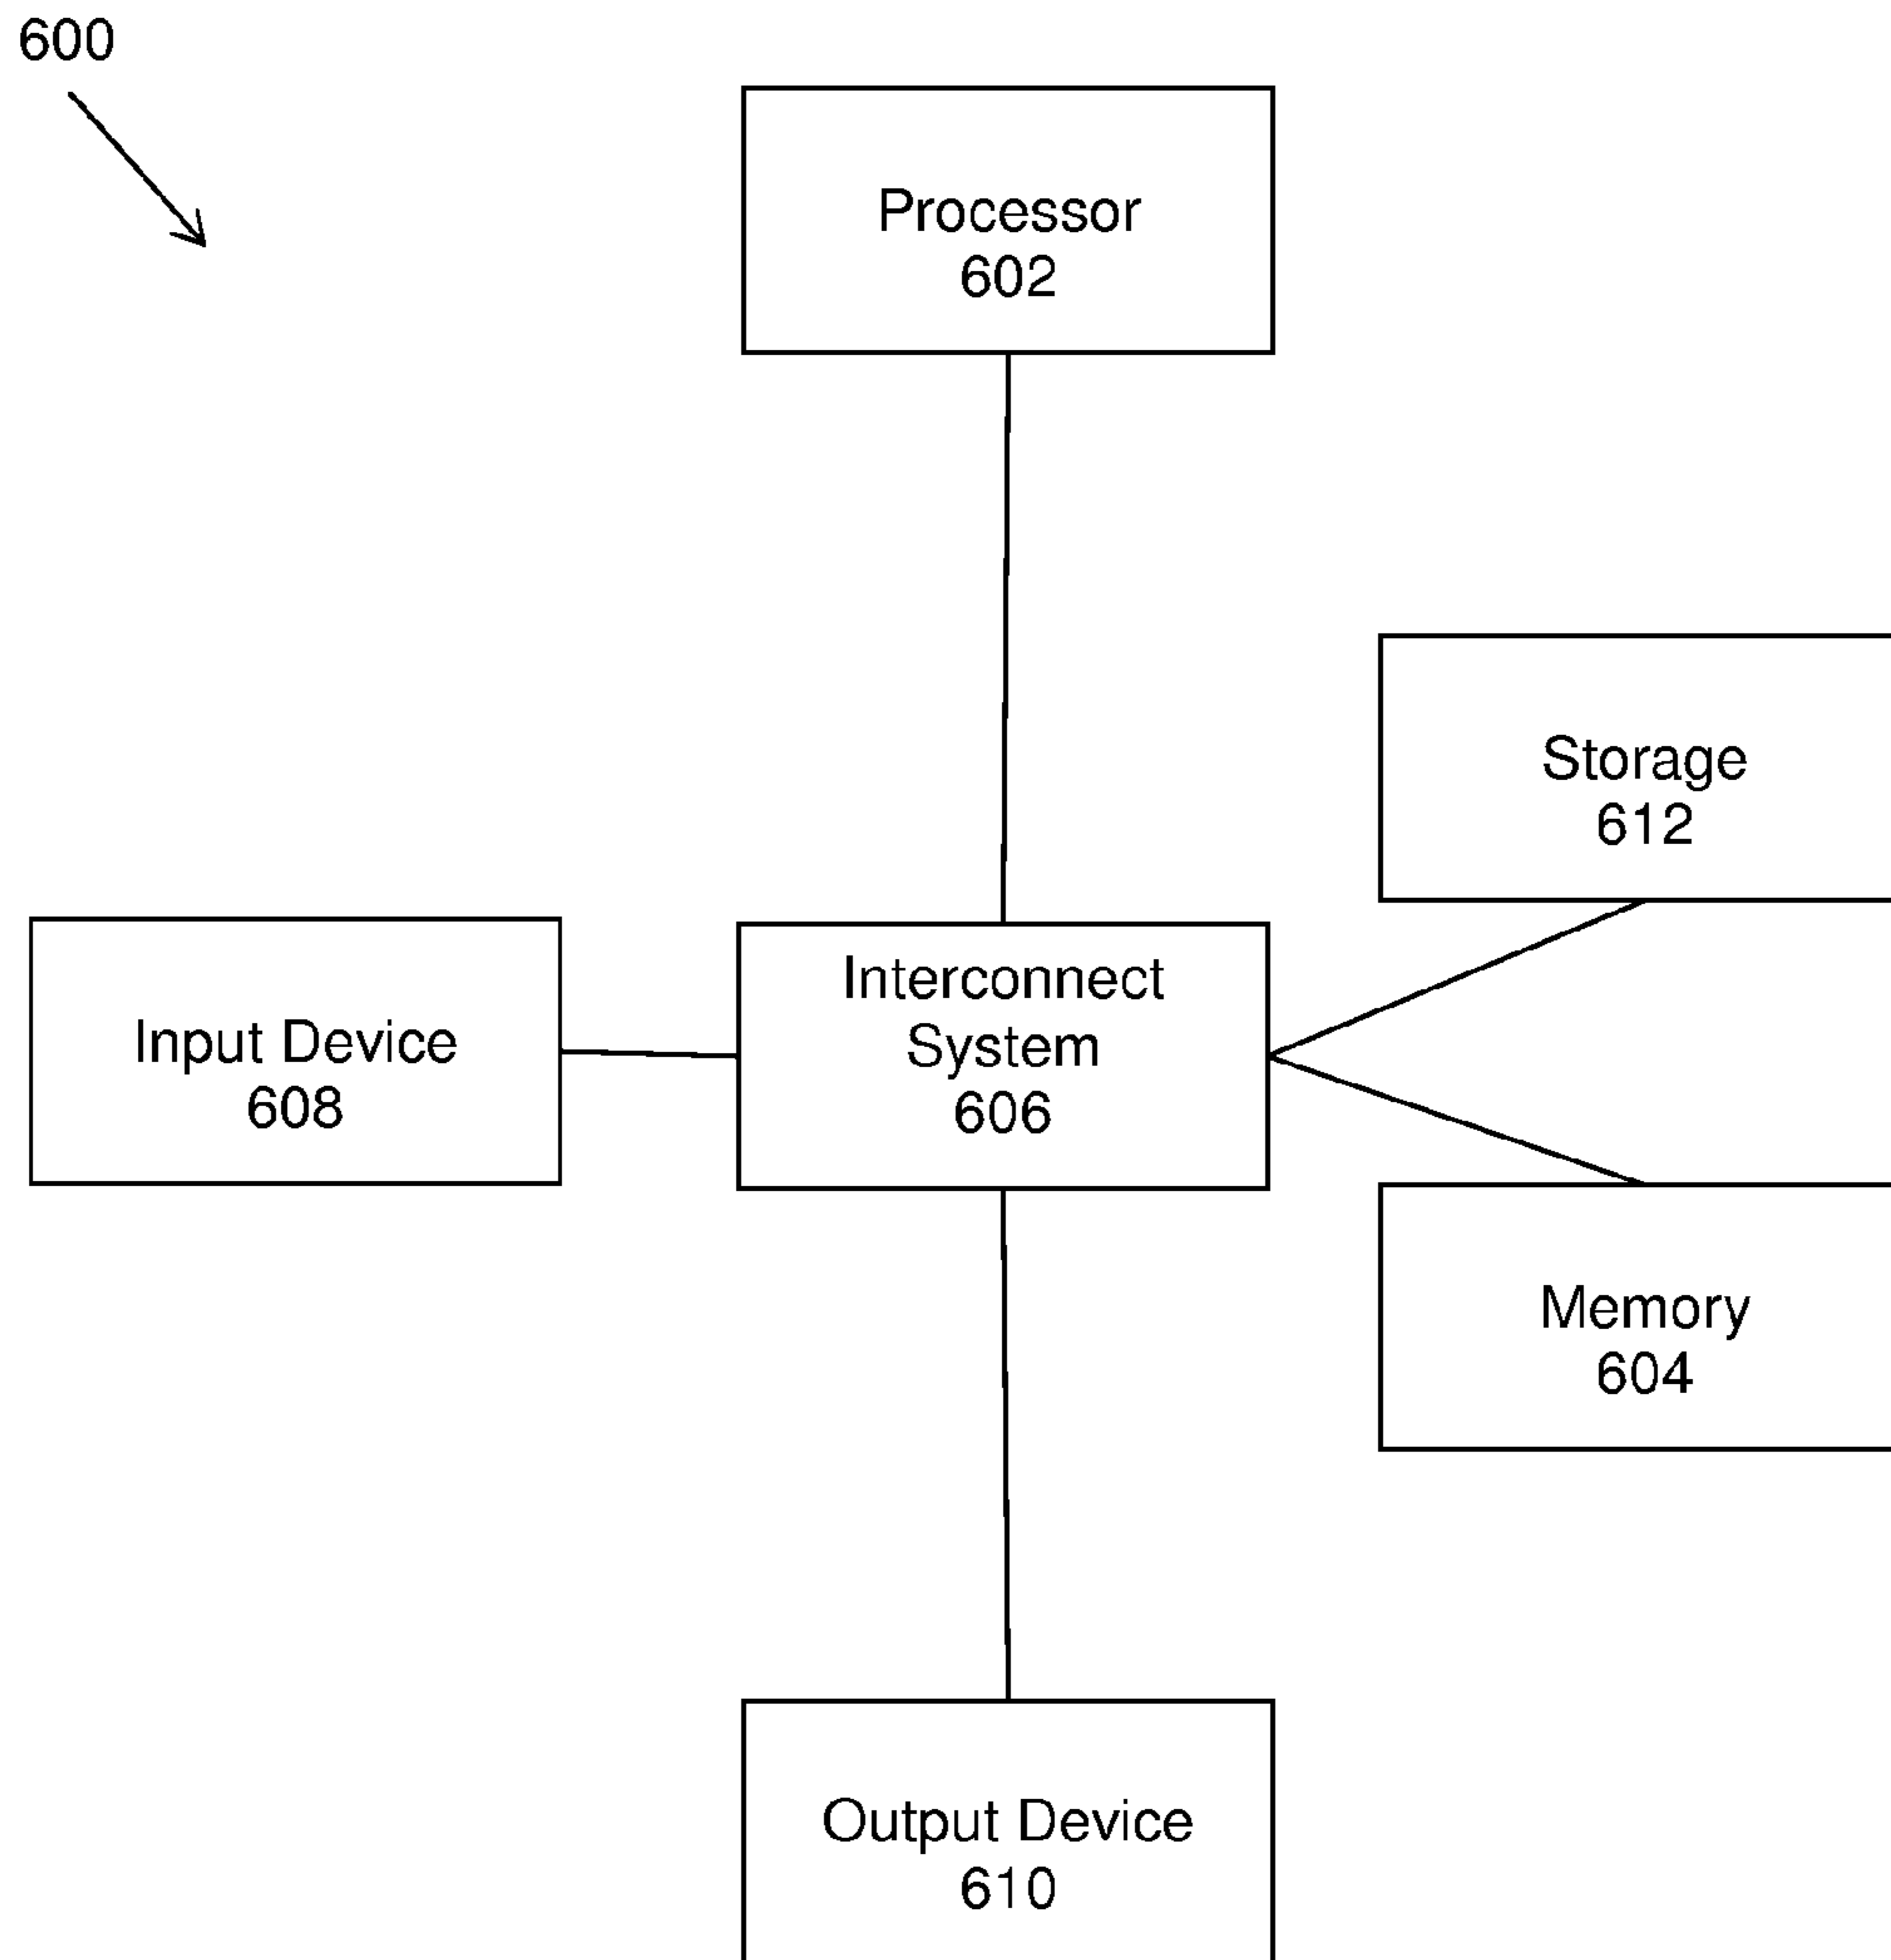 600
Processor
602
Storage
612
Interconnect
System
606
Input Device
608
Memory
604
Output Device
610